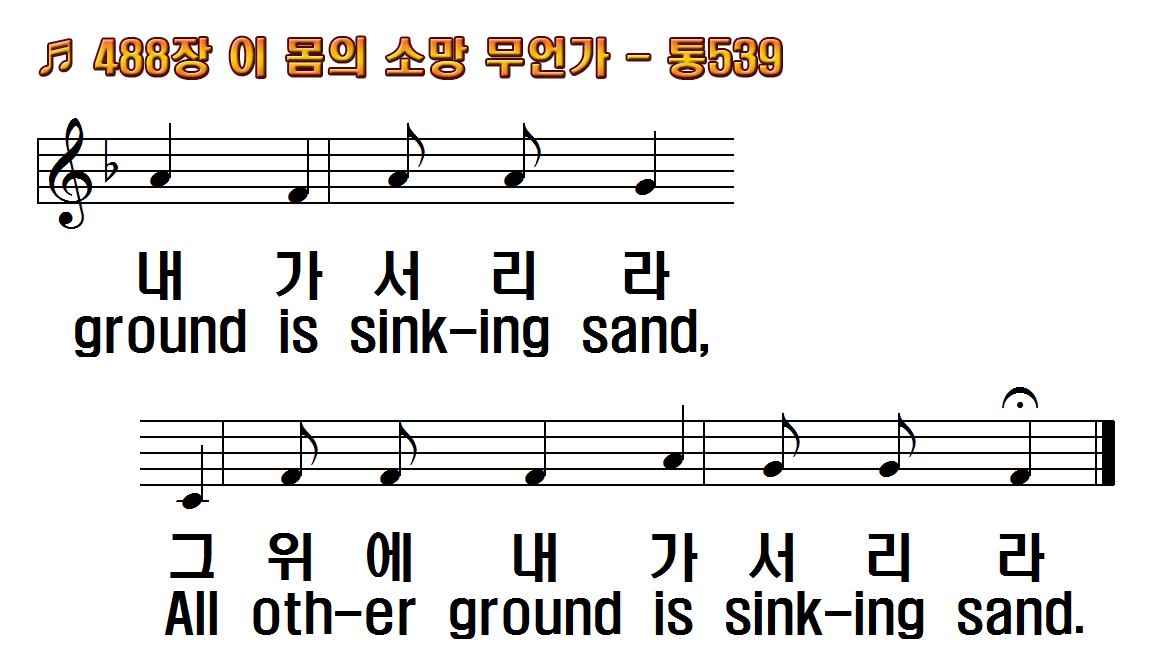 ♬ 488장 이 몸의 소망 무언가 - 통539
내 가 서 리 라
ground is sink-ing sand,
그 위 에 내 가 서 리 라
All oth-er ground is sink-ing sand.